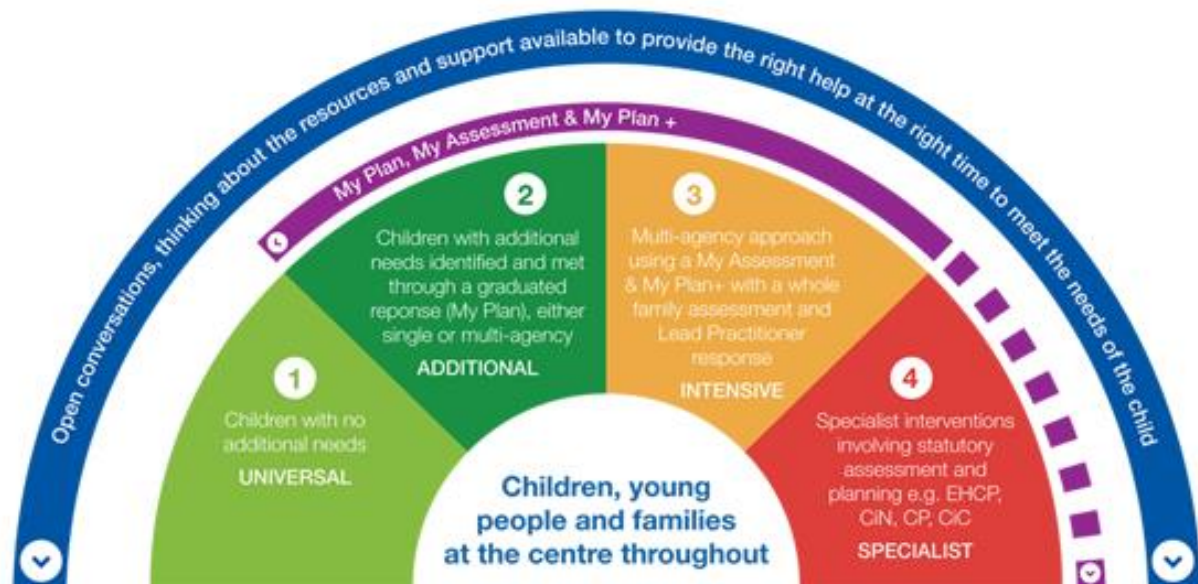 Open conversations, thinking about the resources and support available to provide the right help at the right time to meet the needs of the child
My Plan, My Assessment & My Plan +
1
Children with no
additional needs
UNIVERSAL
2
Children with additional
needs identified and met
through a graduated
reponse (My Plan), either
single or multi-agency
ADDITIONAL
3
Multi-agency approach
using a My Assessment
& My Plan+ with a whole
family assessment and
Lead Practitioner
response
INTENSIVE
4
Specialist interventions
involving statutory
assessment and
planning e.g. EHCP,
CiN, CP, CiC
SPECIALIST
Children, young
people and families
at the centre throughout